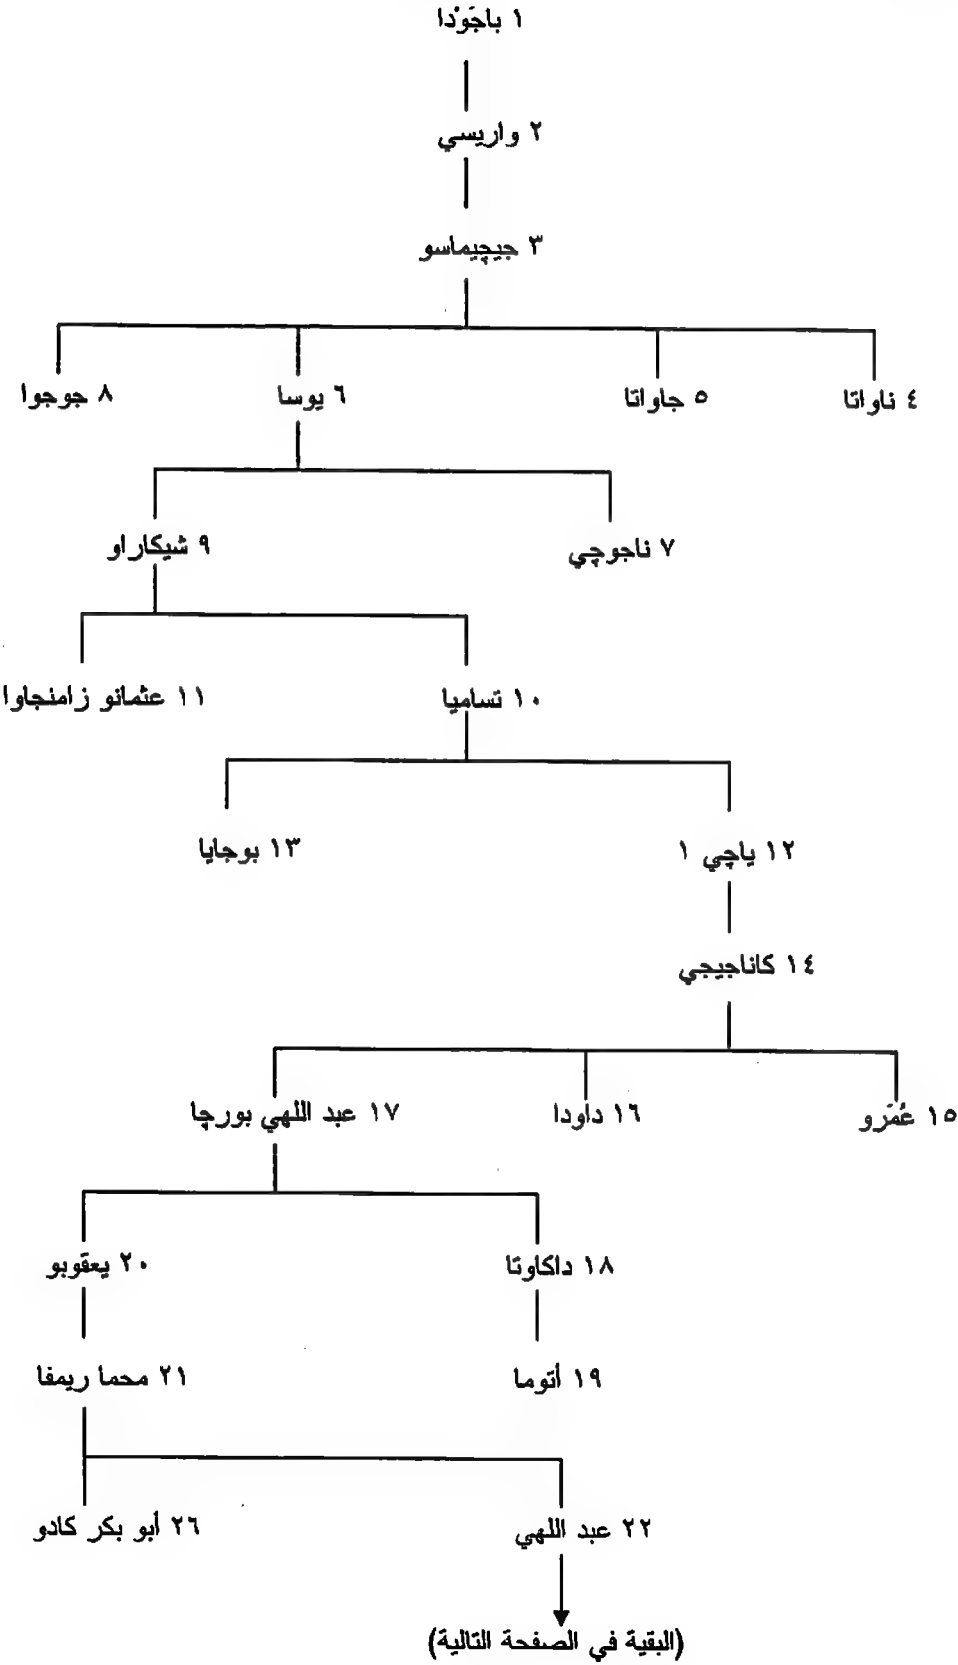 ١ باجَوْدا
٢ واريسي
٣ جيچيماسو
٤ ناواتا
٥ جاواتا
٦ يوسا
٨ جوجوا
٧ ناجوچي
٩ شيكاراو
١٠ تساميا
١١ عثمانو زامنجاوا
١٢ ياچي ١
١٣ بوجايا
١٤ كاناجيجي
١٥ عُمَرو
١٦ داودا
١٧ عبد اللهي بورچا
١٨ داكاوتا
٢٠ يعقوبو
١٩ أتوما
٢١ محما ريمفا
٢٢ عبد اللهي
٢٦ أبو بكر كادو
(البقية في الصفحة التالية)